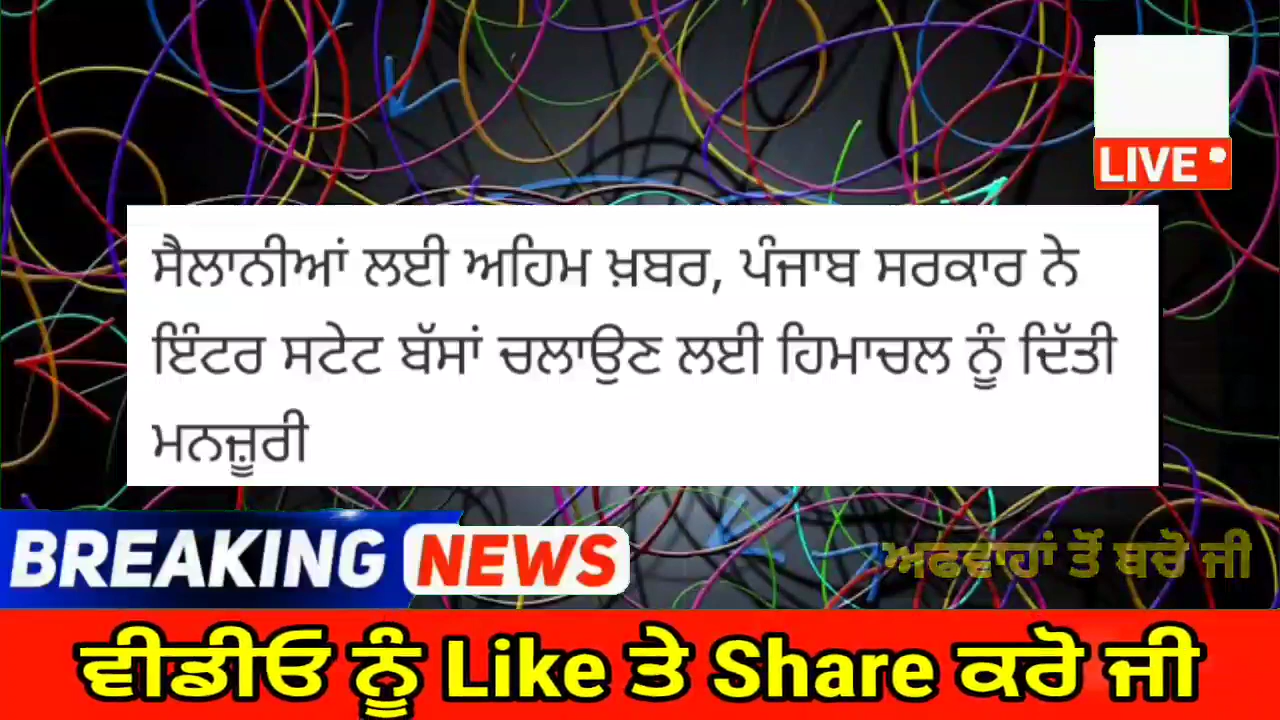 LIVE
ਸੈਲਾਨੀਆਂ ਲਈ ਅਹਿਮ ਖ਼ਬਰ, ਪੰਜਾਬ ਸਰਕਾਰ ਨੇ
ਇੰਟਰ ਸਟੇਟ ਬੱਸਾਂ ਚਲਾਉਣ ਲਈ ਹਿਮਾਚਲ ਨੂੰ ਦਿੱਤੀ
ਮਨਜ਼ੂਰੀ
BREAKING NEWS
ਅਫਵਾਹਾਂ ਤੋਂ ਬਚੋ ਜੀ
ਵੀਡੀਓ ਨੂੰ Like ਤੇ Share ਕਰੋ ਜੀ